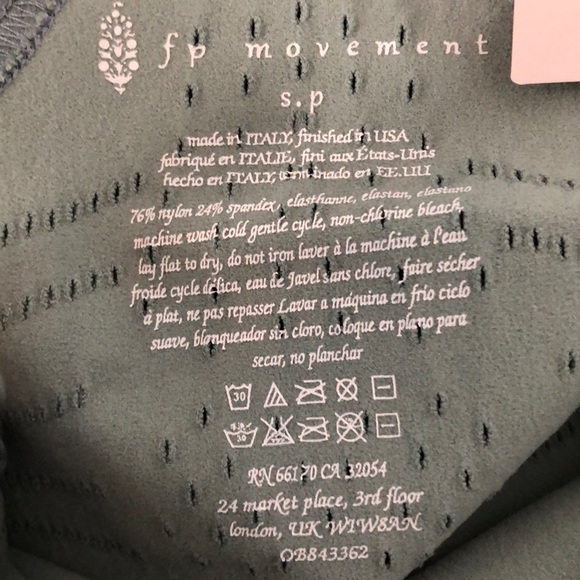 fp movement
s.p
made in ITALY, finished in USA
fabriqué en ITALIE, fini aux États-Unis
hecho en ITALY, terminado en EE.UU
76% nylon 24% spandex, elasthanne, elastan, elastano
machine wash cold gentle cycle, non-chlorine bleach,
lay flat to dry, do not iron laver à la machine à l'eau
froide cycle délica, eau de Javel sans chlore, faire sécher
à plat, ne pas repasser Lavar a máquina en frio ciclo
suave, blanqueador sin cloro, coloque en plano para
secar, no planchar
30
30
RN 66170 CA 32054
24 market place, 3rd floor
london, UK W1W8AN
OB843362